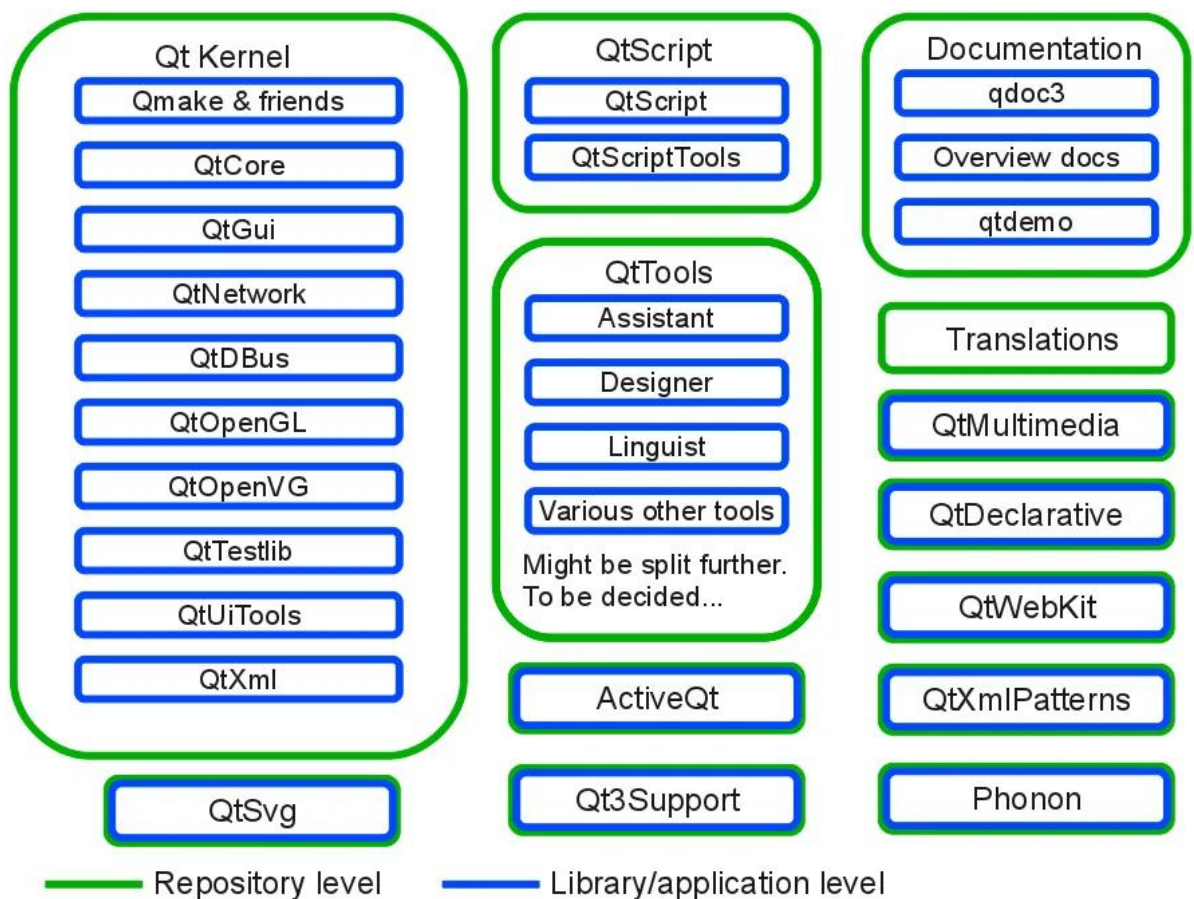 Qt Kernel
Qmake & friends
QtCore
QtGui
QtNetwork
QtDBus
QtOpenGL
QtOpenVG
QtTestlib
QtUiTools
QtXml
QtSvg
QtScript
QtScript
QtScriptTools
QtTools
Assistant
Designer
Linguist
Various other tools
Might be split further.
To be decided...
ActiveQt
Qt3Support
Documentation
qdoc3
Overview docs
qtdemo
Translations
QtMultimedia
QtDeclarative
QtWebKit
QtXmlPatterns
Phonon
Repository level
Library/application level